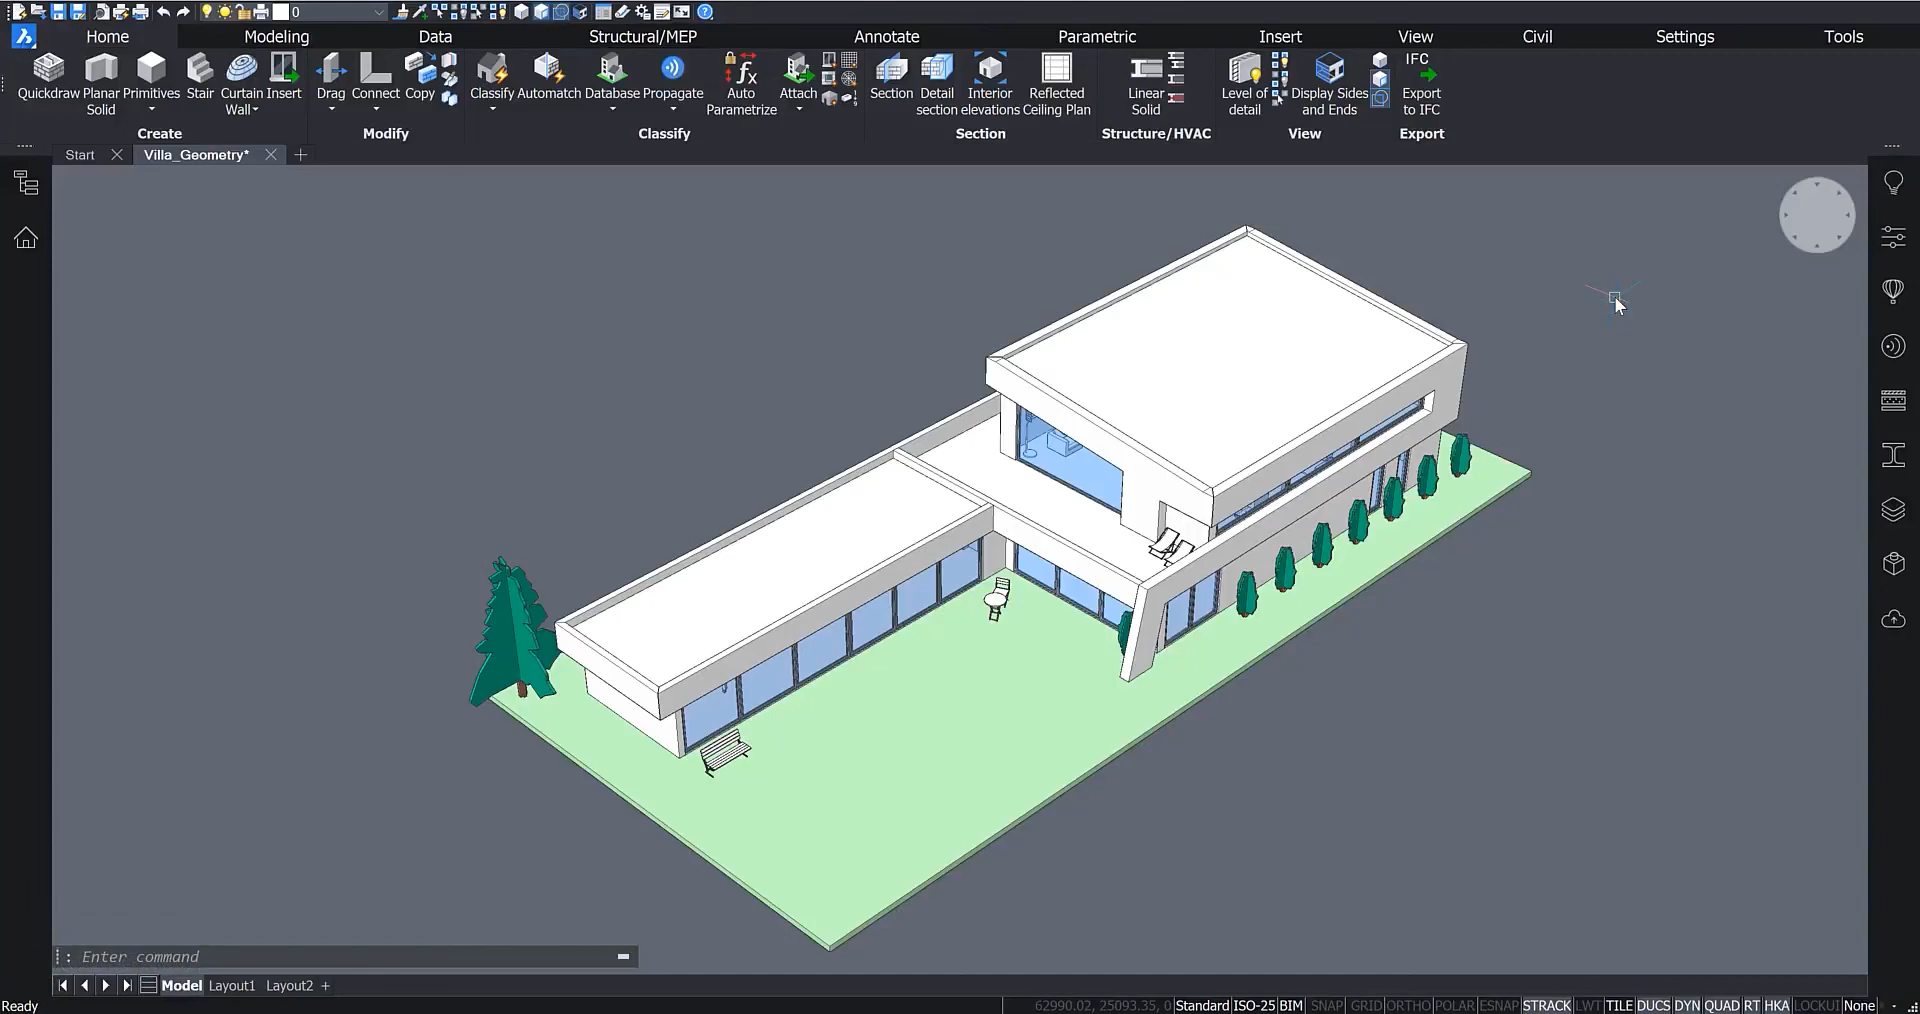 0
Home Modeling Data Structural/MEP Annotate Parametric Insert View Civil Settings Tools
Quickdraw Planar Solid Primitives Stair Curtain Wall Insert
Create
Drag Connect Copy
Modify
Classify Automatch Database Propagate Auto Parametrize Attach
Classify
Section Detail section Interior elevations Reflected Ceiling Plan
Section
Linear Solid
Structure/HVAC
Level of detail Display Sides and Ends
View
IFC
Export to IFC
Export
Start Villa_Geometry*
: Enter command
Model Layout1 Layout2 +
Ready 62990.02, 25093.35, 0 Standard ISO-25 BIM SNAP GRID ORTHO POLAR ESNAP STRACK LWT TILE DUCS DYN QUAD RT HKA LOCKUI None